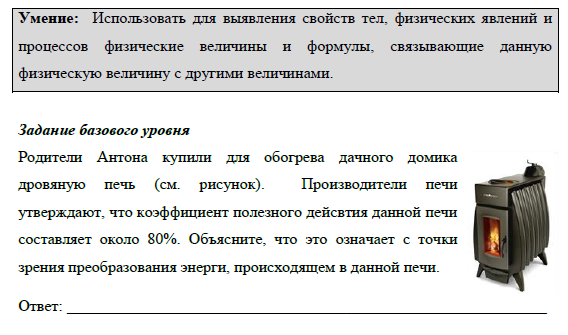 Умение: Использовать для выявления свойств тел, физических явлений и
процессов физические величины и формулы, связывающие данную
физическую величину с другими величинами.
Задание базового уровня
Родители Антона купили для обогрева дачного домика
дровяную печь (см. рисунок). Производители печи
утверждают, что коэффициент полезного дейсвтия данной печи
составляет около 80%. Объясните, что это означает с точки
зрения преобразования энерги, происходящем в данной печи.
Ответ: ____________________________________________________________